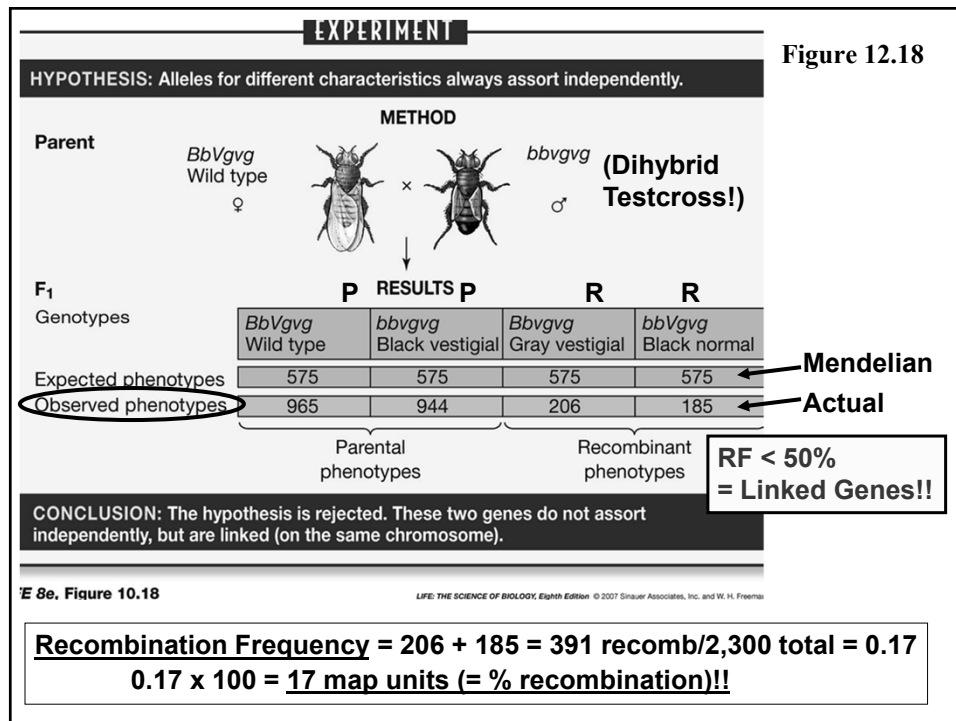 EXPERIMENT
Figure 12.18
HYPOTHESIS: Alleles for different characteristics always assort independently.
METHOD
Parent
BbVgvg
Wild type
♀
×
bbvgvg
♂
(Dihybrid
Testcross!)
F1
RESULTS
P P R R
Genotypes
BbVgvg bbvgvg Bbvgvg bbVgvg
Wild type Black vestigial Gray vestigial Black normal
Expected phenotypes 575 575 575 575 Mendelian
Observed phenotypes 965 944 206 185 Actual
Parental
phenotypes
Recombinant
phenotypes
RF < 50%
= Linked Genes!!
CONCLUSION: The hypothesis is rejected. These two genes do not assort
independently, but are linked (on the same chromosome).
E 8e, Figure 10.18
LIFE: THE SCIENCE OF BIOLOGY, Eighth Edition © 2007 Sinauer Associates, Inc. and W. H. Freema
Recombination Frequency = 206 + 185 = 391 recomb/2,300 total = 0.17
0.17 x 100 = 17 map units (= % recombination)!!